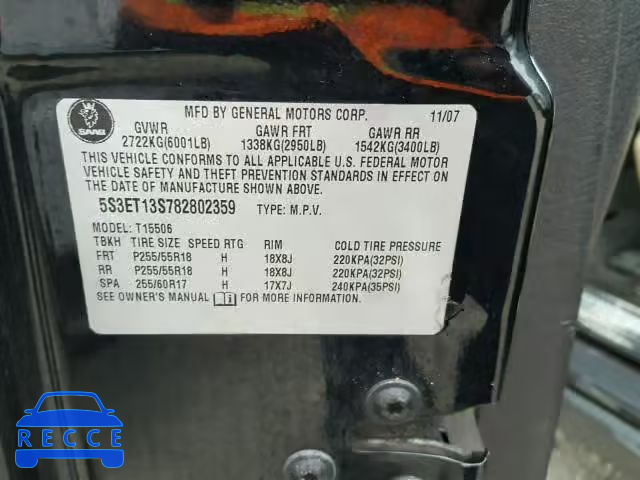 MFD BY GENERAL MOTORS CORP. 11/07
SAAB
GVWR GAWR FRT GAWR RR
2722KG(6001LB) 1338KG(2950LB) 1542KG(3400LB)
THIS VEHICLE CONFORMS TO ALL APPLICABLE U.S. FEDERAL MOTOR
VEHICLE SAFETY AND THEFT PREVENTION STANDARDS IN EFFECT ON
THE DATE OF MANUFACTURE SHOWN ABOVE.
5S3ET13S782802359 TYPE: M.P.V.
MODEL: T15506
TBKH TIRE SIZE SPEED RTG RIM COLD TIRE PRESSURE
FRT P255/55R18 H 18X8J 220KPA(32PSI)
RR P255/55R18 H 18X8J 220KPA(32PSI)
SPA 255/60R17 H 17X7J 240KPA(35PSI)
SEE OWNER'S MANUAL i FOR MORE INFORMATION.
RECCE